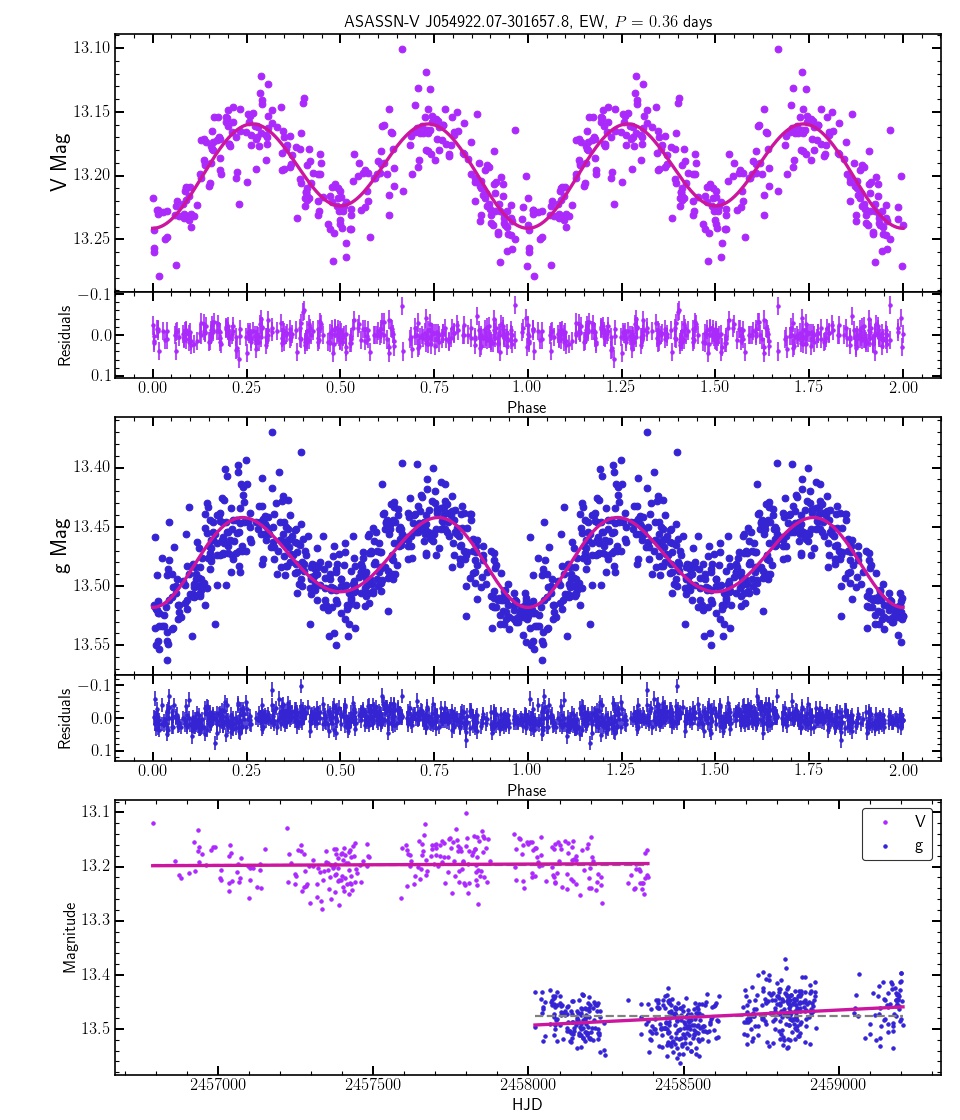 ASASSN-V J054922.07-301657.8, EW, P = 0.36 days
13.10
13.15
13.20
13.25
V Mag
−0.1
0.0
0.1
Residuals
0.00 0.25 0.50 0.75 1.00 1.25 1.50 1.75 2.00
Phase
13.40
13.45
13.50
13.55
g Mag
−0.1
0.0
0.1
Residuals
0.00 0.25 0.50 0.75 1.00 1.25 1.50 1.75 2.00
Phase
13.1
13.2
13.3
13.4
13.5
Magnitude
V
g
2457000 2457500 2458000 2458500 2459000
HJD